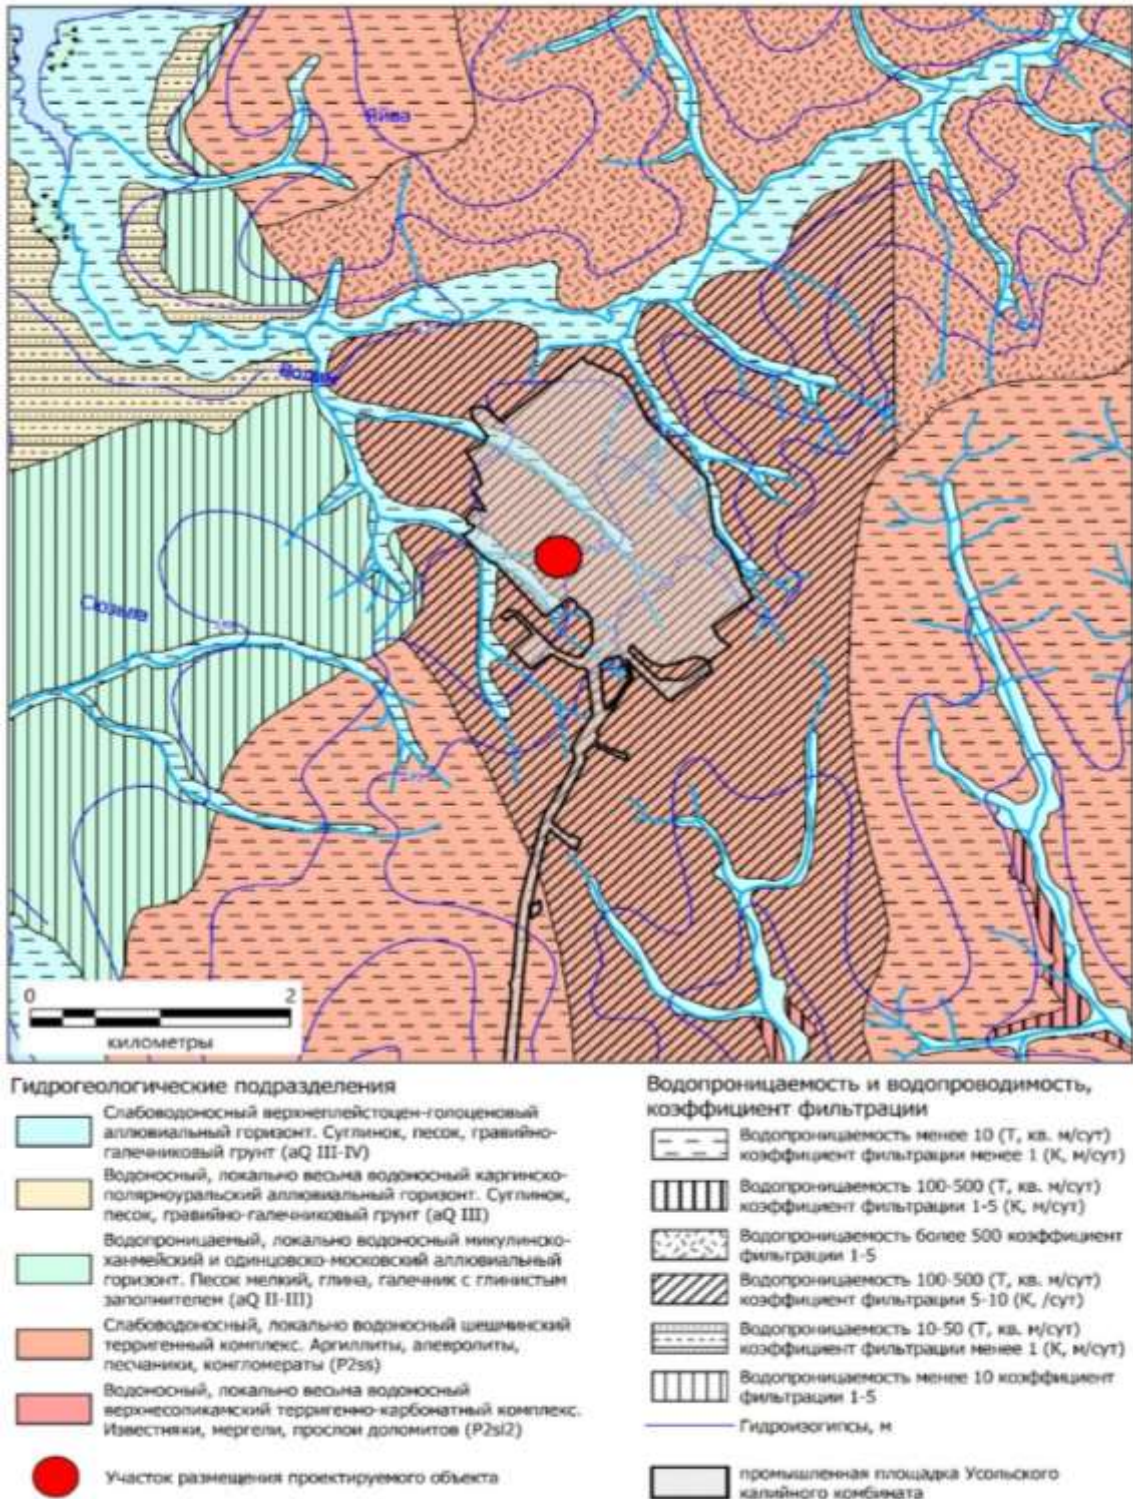 Яйва
Волим
Сюзьва
0 2
километры
Гидрогеологические подразделения
Слабоводоносный верхнеплейстоцен-голоценовый
аллювиальный горизонт. Суглинок, песок, гравийно-
галечниковый грунт (aQ III-IV)
Водоносный, локально весьма водоносный каргинско-
полярноуральский аллювиальный горизонт. Суглинок,
песок, гравийно-галечниковый грунт (aQ III)
Водопроницаемый, локально водоносный микулинско-
ханмейский и одинцовско-московский аллювиальный
горизонт. Песок мелкий, глина, галечник с глинистым
заполнителем (aQ II-III)
Слабоводоносный, локально водоносный шешминский
терригенный комплекс. Аргиллиты, алевролиты,
песчаники, конгломераты (P2ss)
Водоносный, локально весьма водоносный
верхнесоликамский терригенно-карбонатный комплекс.
Известняки, мергели, прослои доломитов (P2sl2)
Участок размещения проектируемого объекта
Водопроницаемость и водопроводимость,
коэффициент фильтрации
Водопроницаемость менее 10 (Т, кв. м/сут)
коэффициент фильтрации менее 1 (К, м/сут)
Водопроницаемость 100-500 (Т, кв. м/сут)
коэффициент фильтрации 1-5 (К, м/сут)
Водопроницаемость более 500 коэффициент
фильтрации 1-5
Водопроницаемость 100-500 (Т, кв. м/сут)
коэффициент фильтрации 5-10 (К, /сут)
Водопроницаемость 10-50 (Т, кв. м/сут)
коэффициент фильтрации менее 1 (К, м/сут)
Водопроницаемость менее 10 коэффициент
фильтрации 1-5
Гидроизогипсы, м
промышленная площадка Усольского
калийного комбината